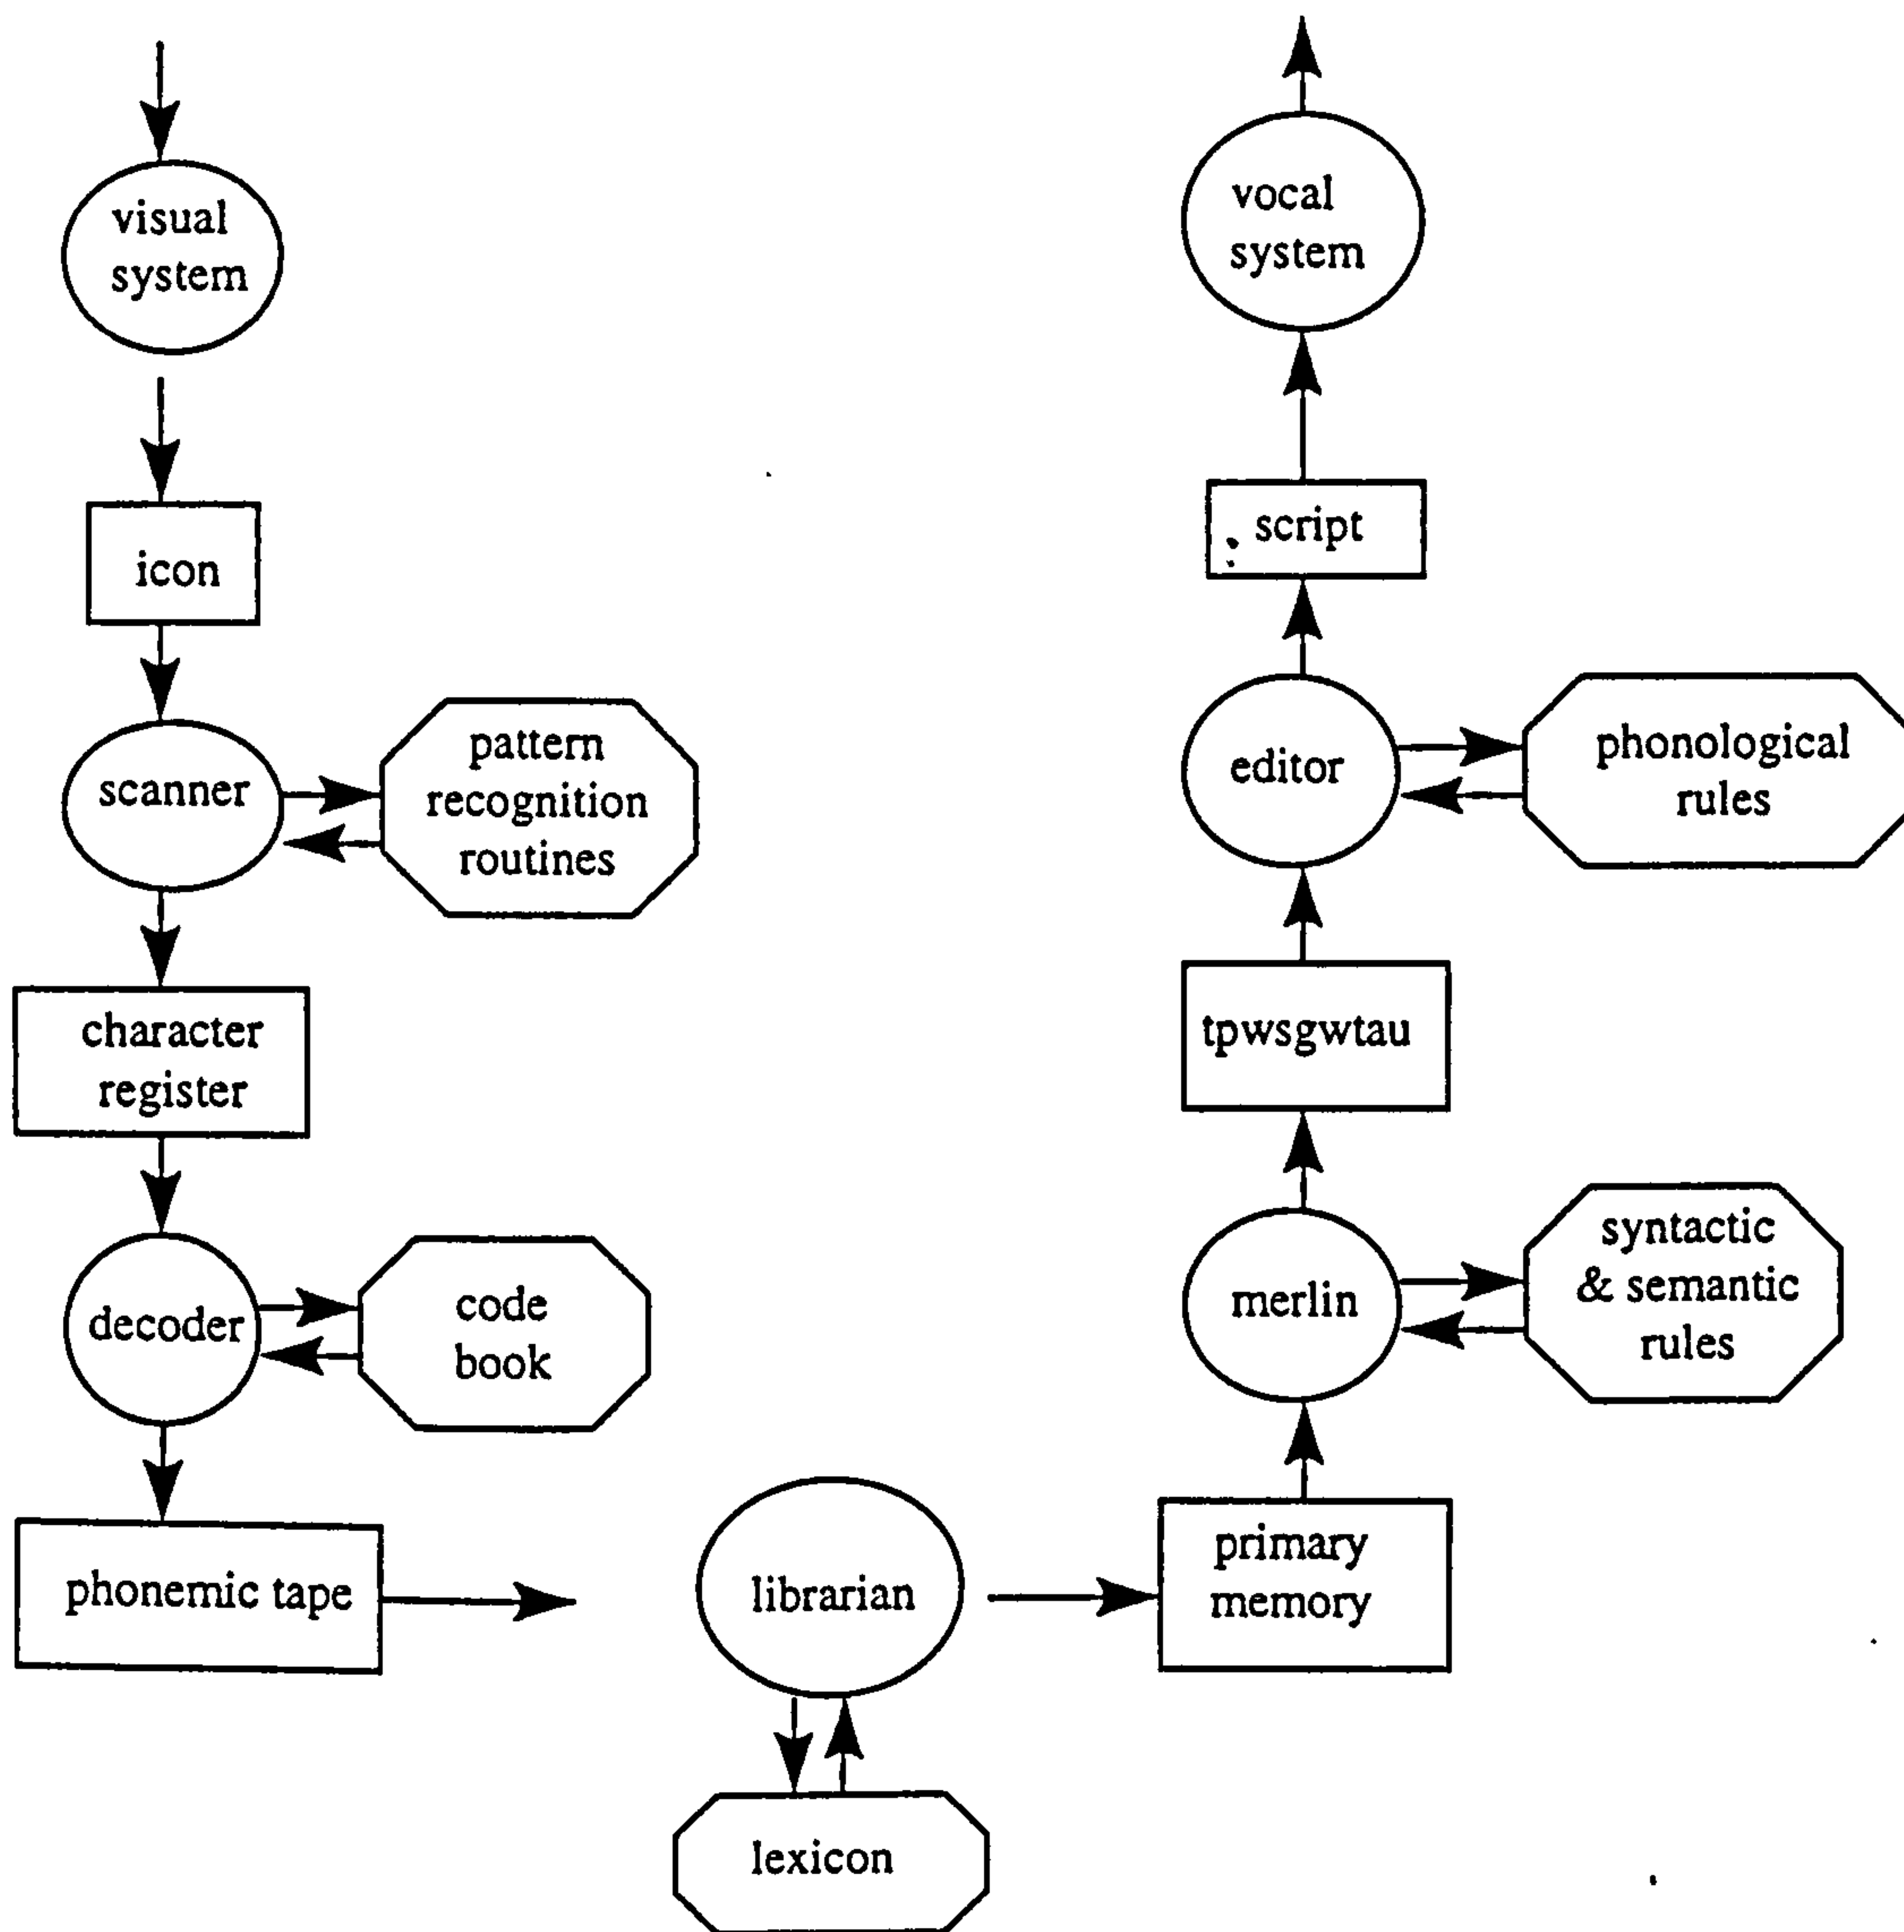 visual
system
icon
scanner
pattern
recognition
routines
character
register
decoder
code
book
phonemic tape
librarian
lexicon
primary
memory
merlin
syntactic
& semantic
rules
tpwsgwtau
editor
phonological
rules
script
vocal
system